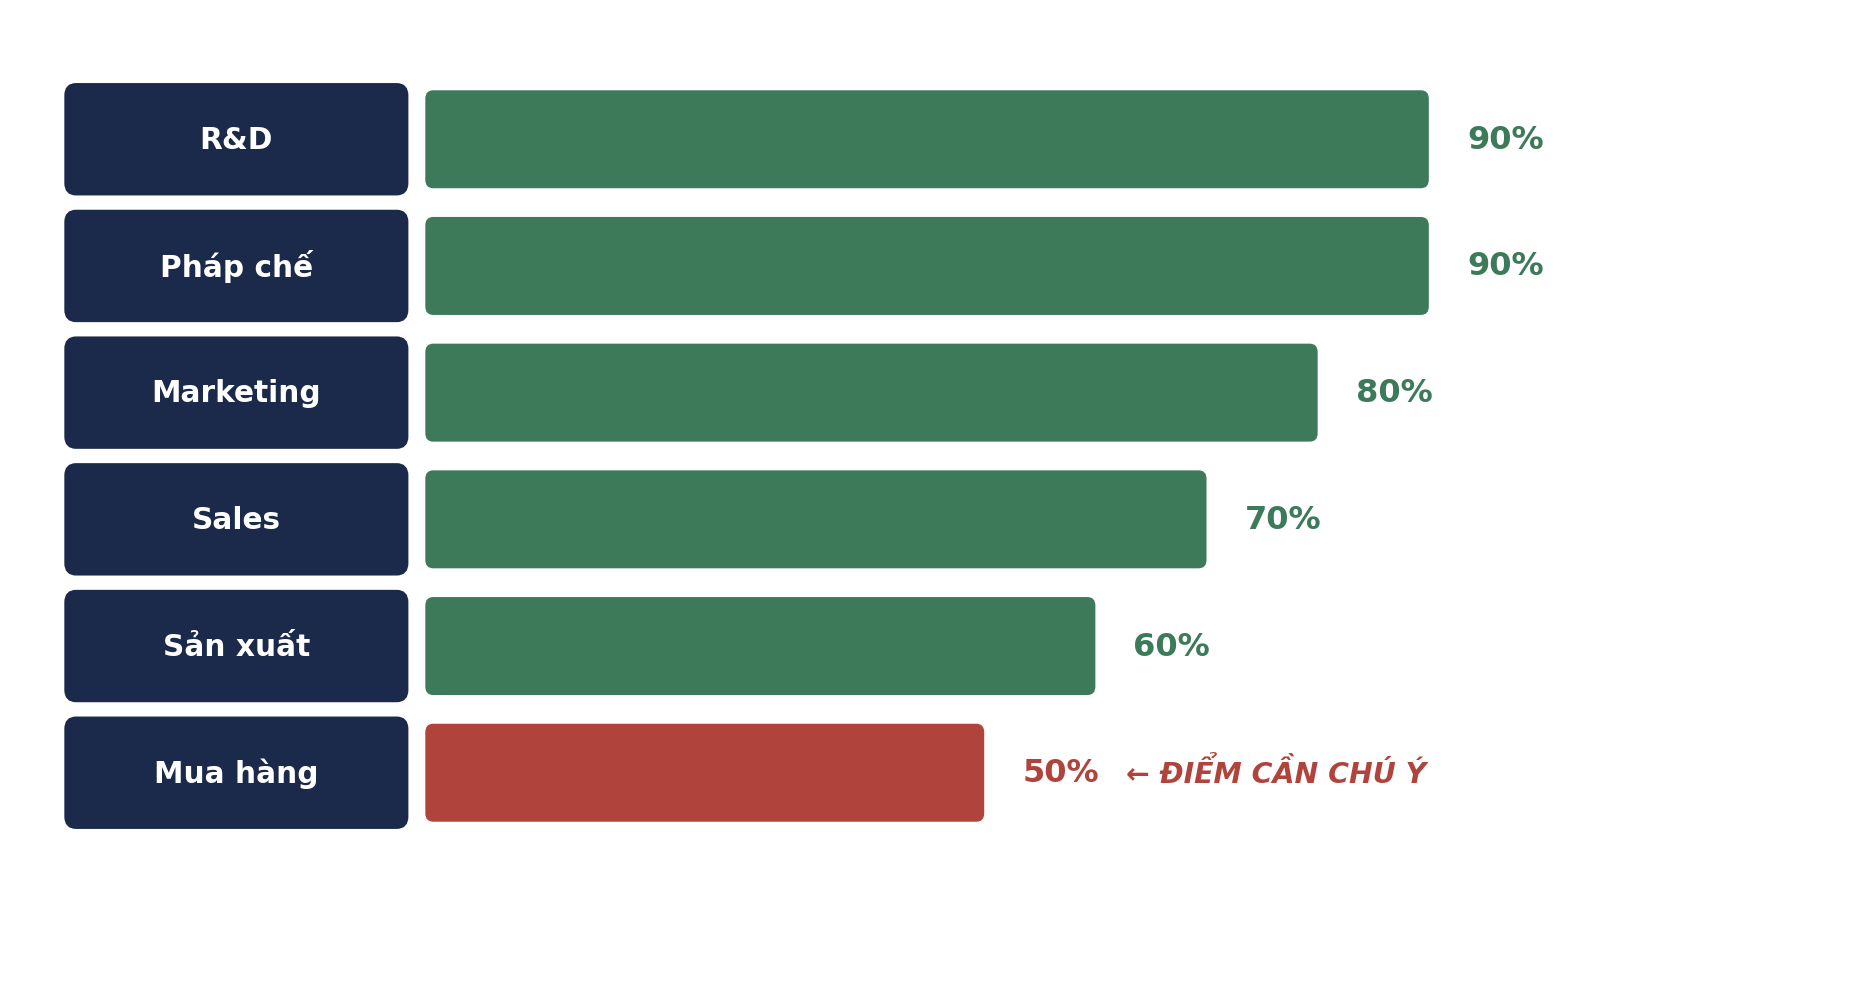 R&D 90%
Pháp chế 90%
Marketing 80%
Sales 70%
Sản xuất 60%
Mua hàng 50% ← ĐIỂM CẦN CHÚ Ý